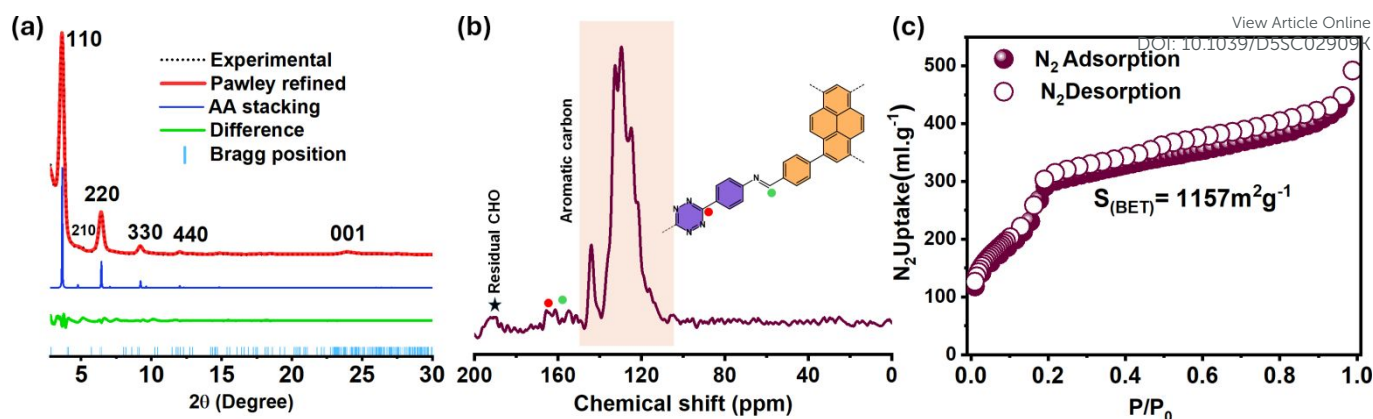 View Article Online
DOI: 10.1039/D5SC02909K
(a)
110
Experimental
Pawley refined
AA stacking
Difference
Bragg position
210
220
330
440
001
5
10
15
20
25
30
2θ (Degree)
(b)
Residual CHO
Aromatic carbon
N
N
N
N
N
200
160
120
80
40
0
Chemical shift (ppm)
(c)
N₂ Adsorption
N₂ Desorption
S(BET) = 1157m²g⁻¹
N₂Uptake(ml.g⁻¹)
500
400
300
200
100
0
0.0
0.2
0.4
0.6
0.8
1.0
P/P₀